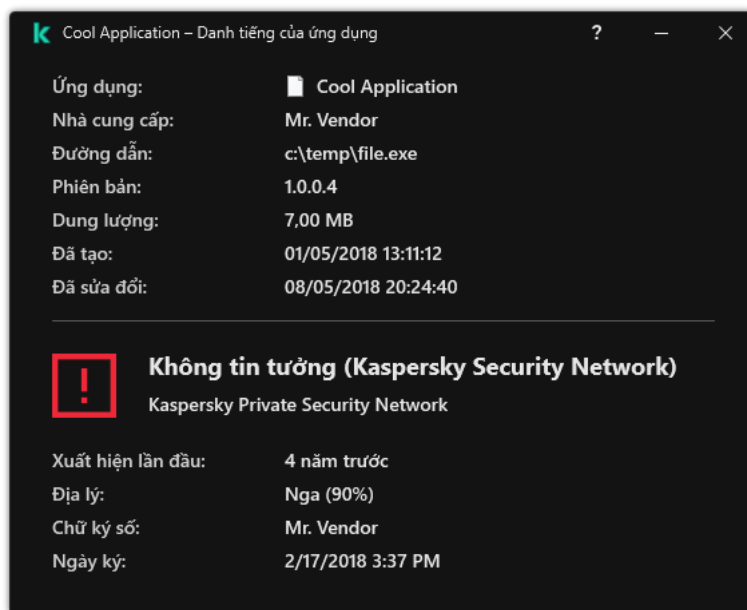 Cool Application – Danh tiếng của ứng dụng ?
Ứng dụng: Cool Application
Nhà cung cấp: Mr. Vendor
Đường dẫn: c:\temp\file.exe
Phiên bản: 1.0.0.4
Dung lượng: 7,00 MB
Đã tạo: 01/05/2018 13:11:12
Đã sửa đổi: 08/05/2018 20:24:40
Không tin tưởng (Kaspersky Security Network)
Kaspersky Private Security Network
Xuất hiện lần đầu: 4 năm trước
Địa lý: Nga (90%)
Chữ ký số: Mr. Vendor
Ngày ký: 2/17/2018 3:37 PM